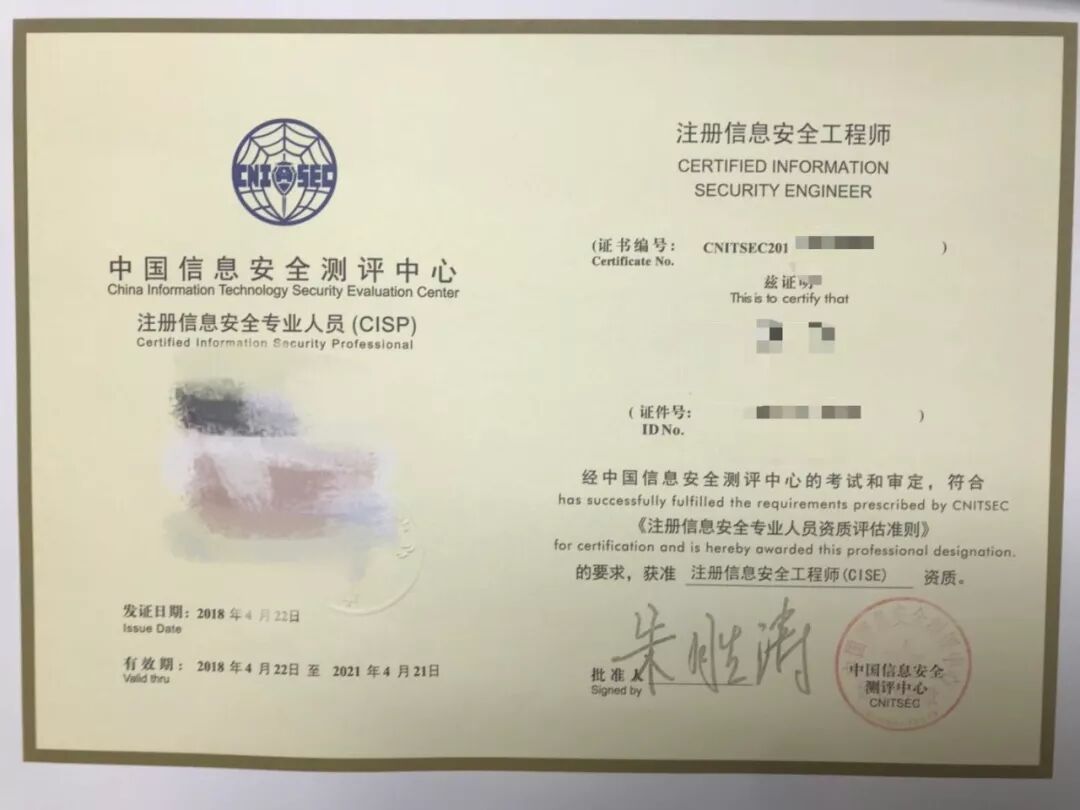 CNITSEC
中国信息安全测评中心
China Information Technology Security Evaluation Center
注册信息安全专业人员 (CISP)
Certified Information Security Professional
发证日期: 2018 年 4 月 22日
Issue Date
有效期: 2018 年 4 月 22日 至 2021 年 4 月 21日
Valid thru
注册信息安全工程师
CERTIFIED INFORMATION
SECURITY ENGINEER
(证书编号: CNITSEC201 )
Certificate No.
兹证明
This is to certify that
(证件号: )
ID No.
经中国信息安全测评中心的考试和审定，符合
has successfully fulfilled the requirements prescribed by CNITSEC
《注册信息安全专业人员资质评估准则》
for certification and is hereby awarded this professional designation.
的要求，获准 注册信息安全工程师(CISE) 资质。
批准人 朱胜涛
Signed by
中国信息安全
测评中心
CNITSEC